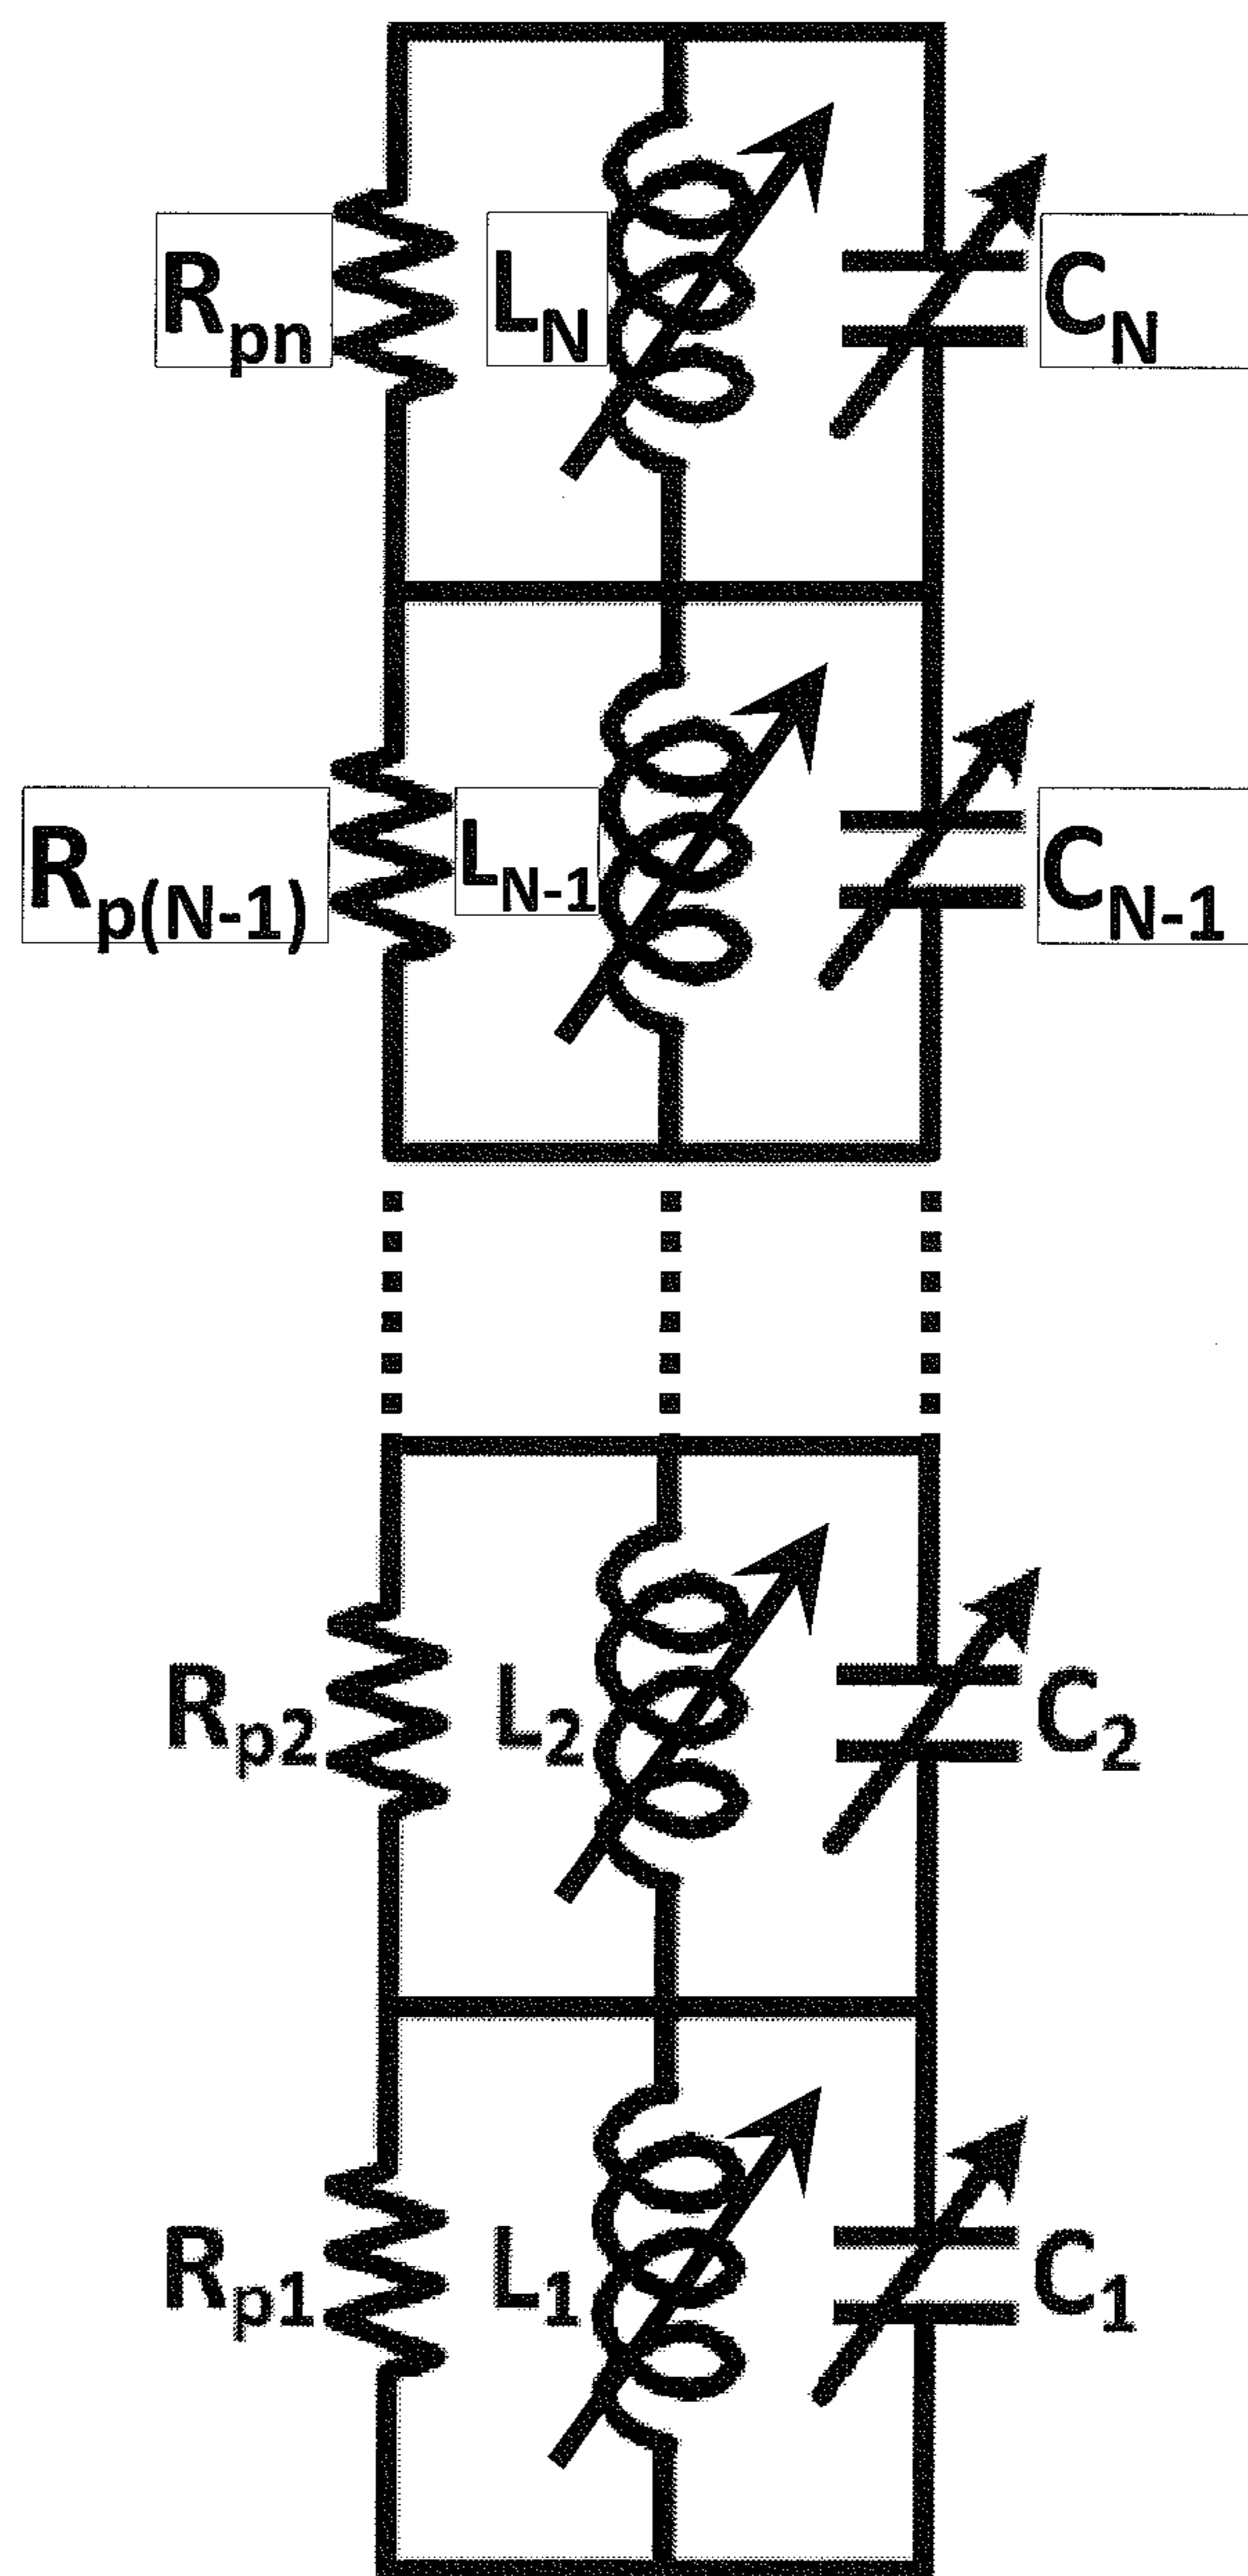 R_pn L_N C_N
R_p(N-1) L_N-1 C_N-1
R_p2 L_2 C_2
R_p1 L_1 C_1